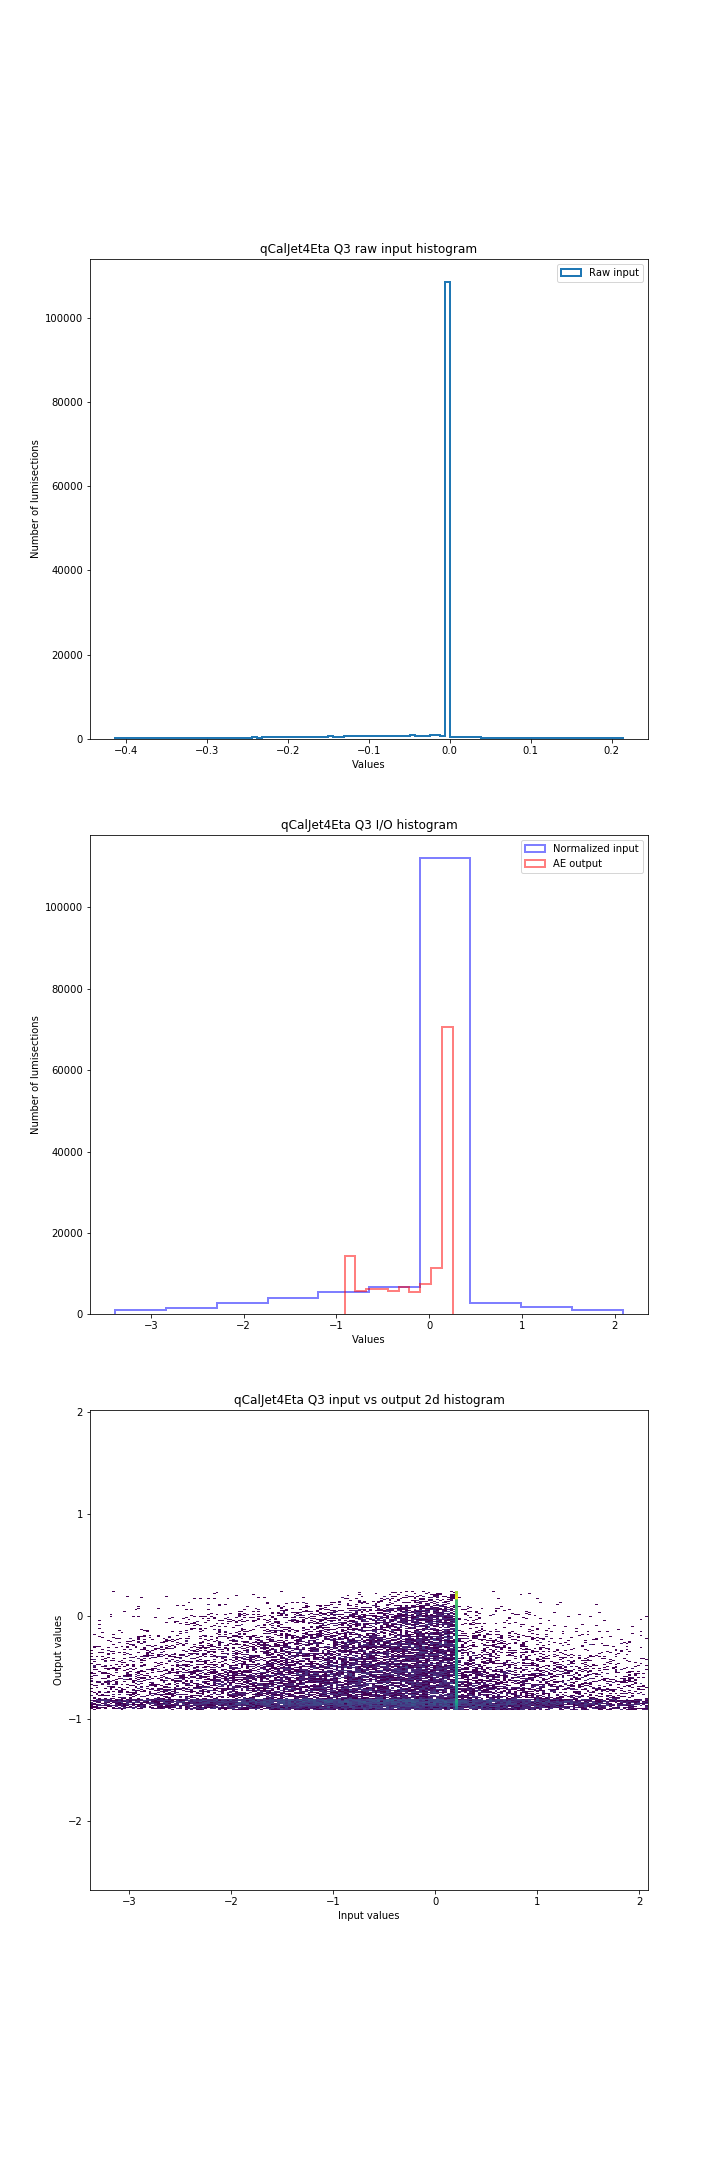 qCalJet4Eta Q3 raw input histogram
Raw input
100000
80000
60000
40000
20000
0
Number of lumisections
−0.4 −0.3 −0.2 −0.1 0.0 0.1 0.2
Values
qCalJet4Eta Q3 I/O histogram
Normalized input
AE output
100000
80000
60000
40000
20000
0
Number of lumisections
−3 −2 −1 0 1 2
Values
qCalJet4Eta Q3 input vs output 2d histogram
2
1
0
−1
−2
Output values
−3 −2 −1 0 1 2
Input values